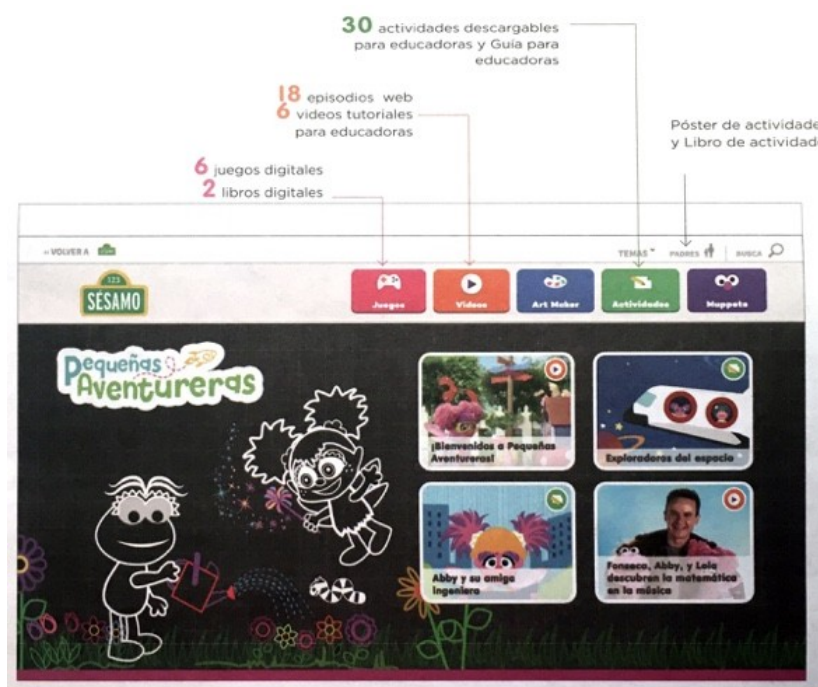 30 actividades descargables
para educadoras y Guía para
educadoras
18 episodios web
6 videos tutoriales
para educadoras
Póster de actividade
y Libro de actividad
6 juegos digitales
2 libros digitales
VOLVER A
TEMAS
PADRES
BUSCA
123
SÉSAMO
Juegos
Videos
Art Maker
Actividades
Muppets
Pequeñas
Aventureras
¡Bienvenidos a Pequeñas
Aventureras!
Exploradoras del espacio
Abby y su amiga
Ingeniera
Fonseca, Abby, y Lola
descubren la matemática
en la música